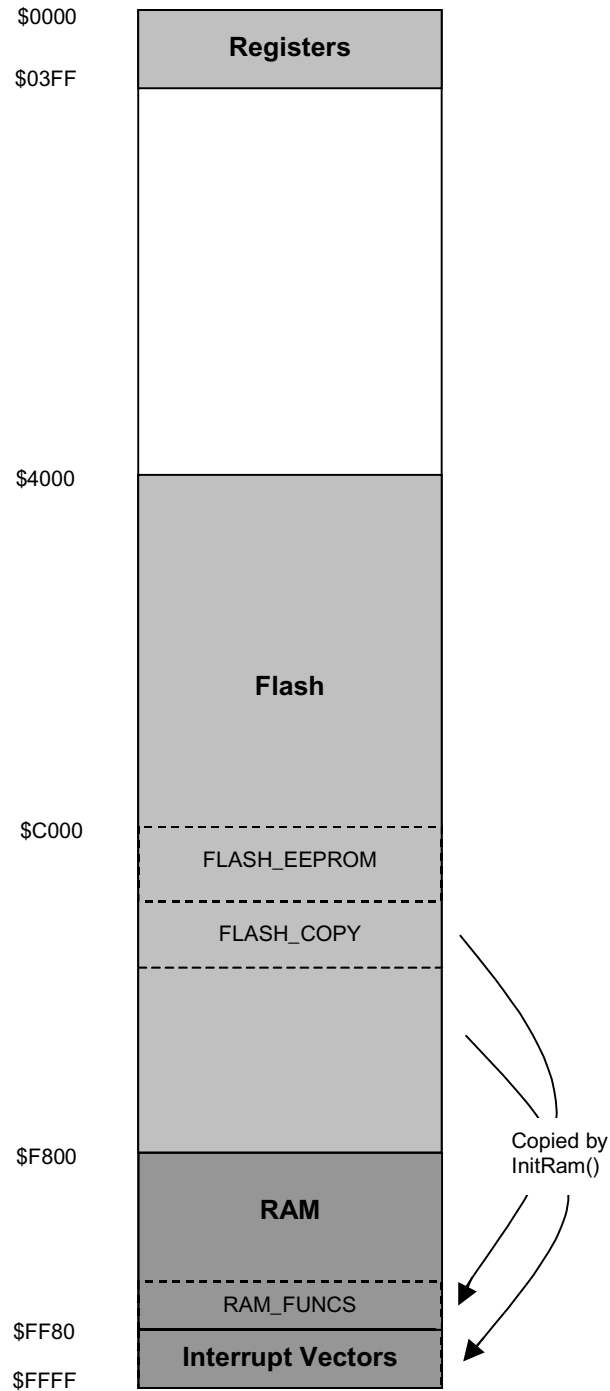 $0000
Registers
$03FF
$4000
Flash
$C000
FLASH_EEPROM
FLASH_COPY
Copied by
InitRam()
$F800
RAM
RAM_FUNCS
$FF80
Interrupt Vectors
$FFFF